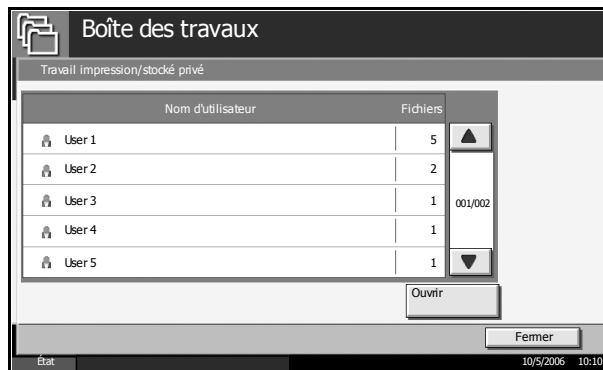 Boîte des travaux
Travail impression/stocké privé
Nom d'utilisateur Fichiers
User 1 5
User 2 2
User 3 1
001/002
User 4 1
User 5 1
Ouvrir
Fermer
État 10/5/2006 10:10